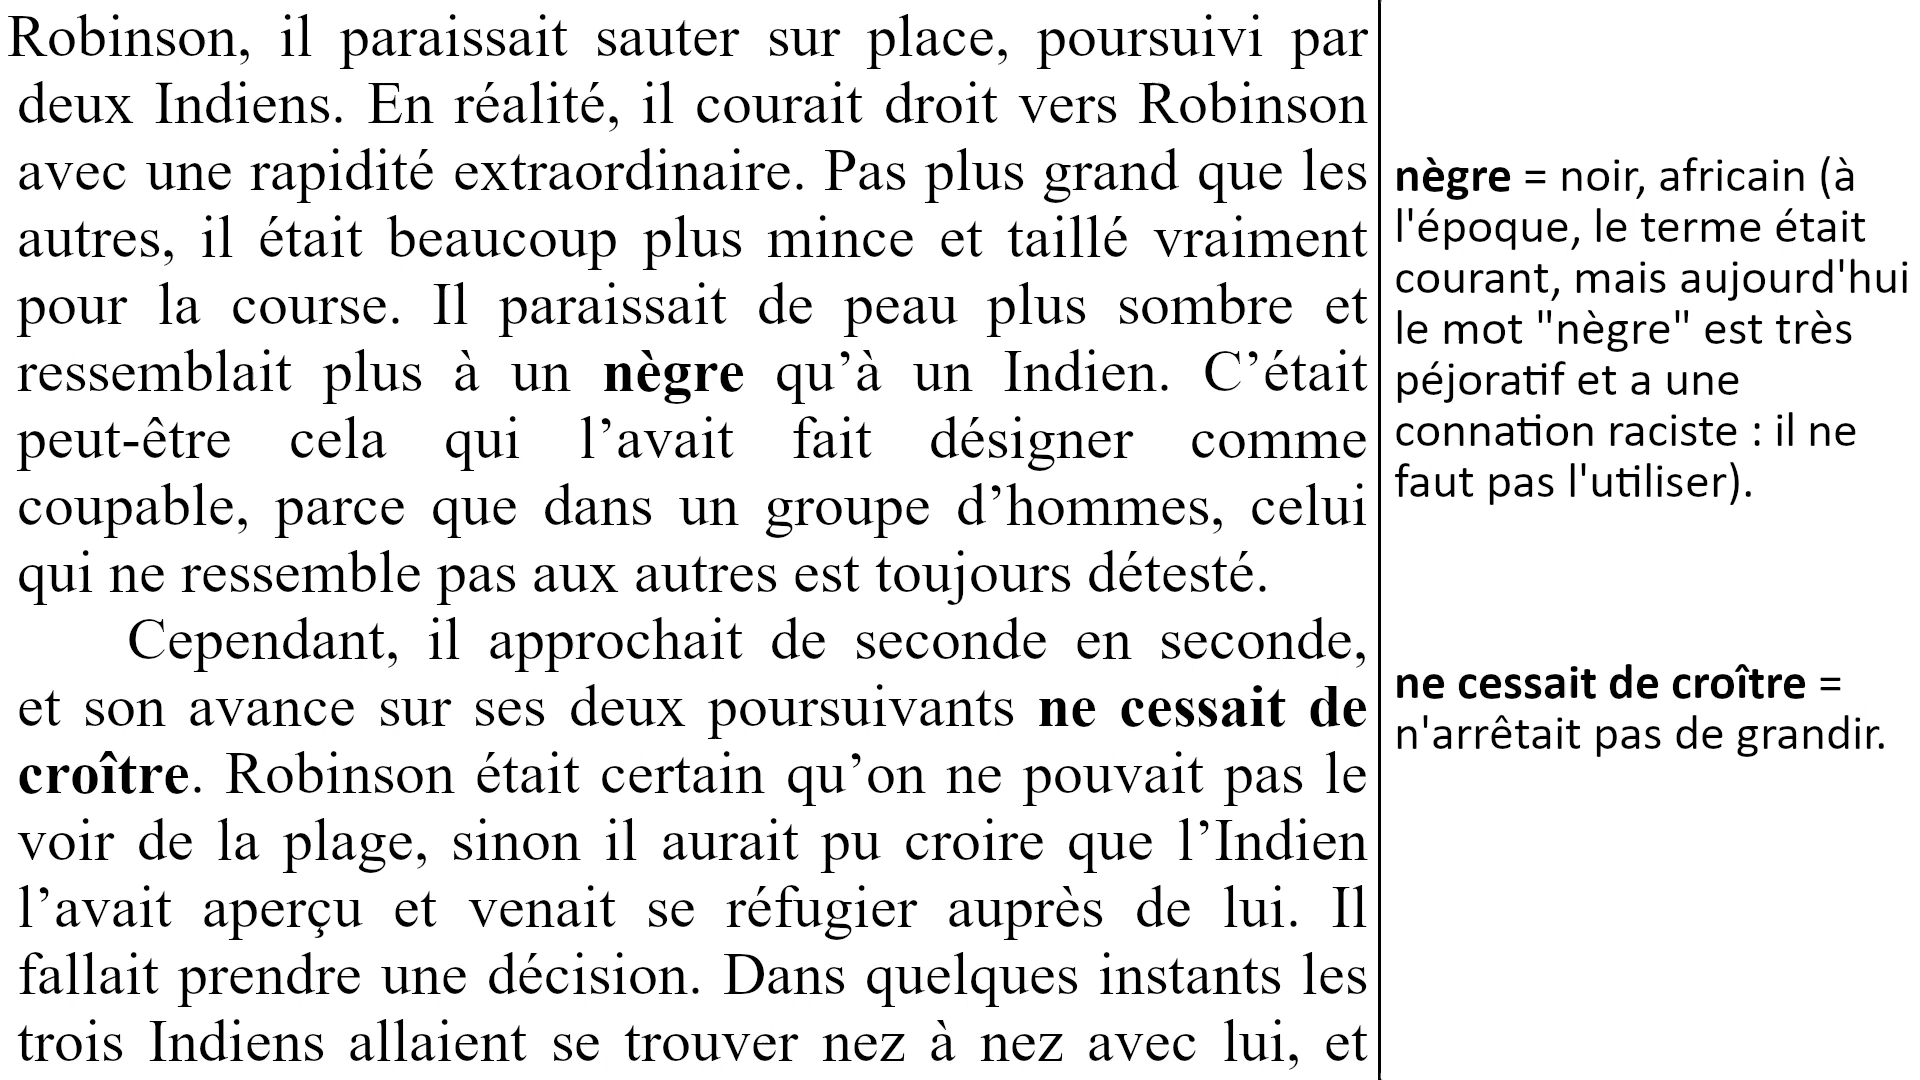 Robinson, il paraissait sauter sur place, poursuivi par
deux Indiens. En réalité, il courait droit vers Robinson
avec une rapidité extraordinaire. Pas plus grand que les
autres, il était beaucoup plus mince et taillé vraiment
pour la course. Il paraissait de peau plus sombre et
ressemblait plus à un nègre qu’à un Indien. C’était
peut-être cela qui l’avait fait désigner comme
coupable, parce que dans un groupe d’hommes, celui
qui ne ressemble pas aux autres est toujours détesté.
Cependant, il approchait de seconde en seconde,
et son avance sur ses deux poursuivants ne cessait de
croître. Robinson était certain qu’on ne pouvait pas le
voir de la plage, sinon il aurait pu croire que l’Indien
l’avait aperçu et venait se réfugier auprès de lui. Il
fallait prendre une décision. Dans quelques instants les
trois Indiens allaient se trouver nez à nez avec lui, et
nègre = noir, africain (à
l'époque, le terme était
courant, mais aujourd'hui
le mot "nègre" est très
péjoratif et a une
connation raciste : il ne
faut pas l'utiliser).
ne cessait de croître =
n'arrêtait pas de grandir.